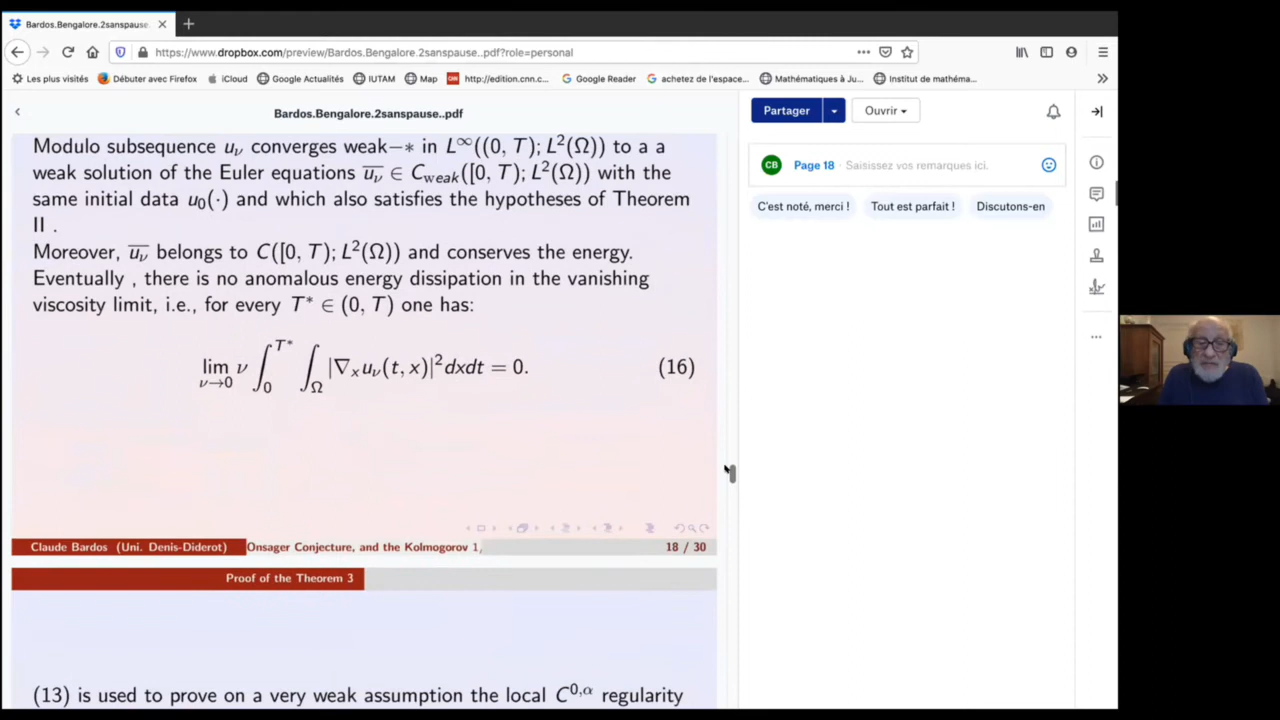 Bardos.Bengale.2sanspause.
https://www.dropbox.com/preview/Bardos.Bengale.2sanspause..pdf?role=personal
Les plus visités Débuter avec Firefox iCloud Google Actualités IUTAM Map http://edition.cnn.c... Google Reader achetez de l'espace... Mathématiques à Ju... Institut de mathéma...
Bardos.Bengalore.2sanspause..pdf
Partager Ouvrir
Modulo subsequence u_ν converges weak−∗ in L^∞((0, T); L²(Ω)) to a a
weak solution of the Euler equations \overline{u_ν} ∈ C_weak([0, T); L²(Ω)) with the
same initial data u₀(·) and which also satisfies the hypotheses of Theorem
II .
Moreover, \overline{u_ν} belongs to C([0, T); L²(Ω)) and conserves the energy.
Eventually , there is no anomalous energy dissipation in the vanishing
viscosity limit, i.e., for every T* ∈ (0, T) one has:
lim_{ν→0} ν ∫_0^{T*} ∫_Ω |∇_x u_ν(t, x)|² dxdt = 0. (16)
Claude Bardos (Uni. Denis-Diderot) Onsager Conjecture, and the Kolmogorov 1/ 18 / 30
Proof of the Theorem 3
(13) is used to prove on a very weak assumption the local C^{0,α} regularity
CB Page 18 Saisissez vos remarques ici.
C'est noté, merci ! Tout est parfait ! Discutons-en